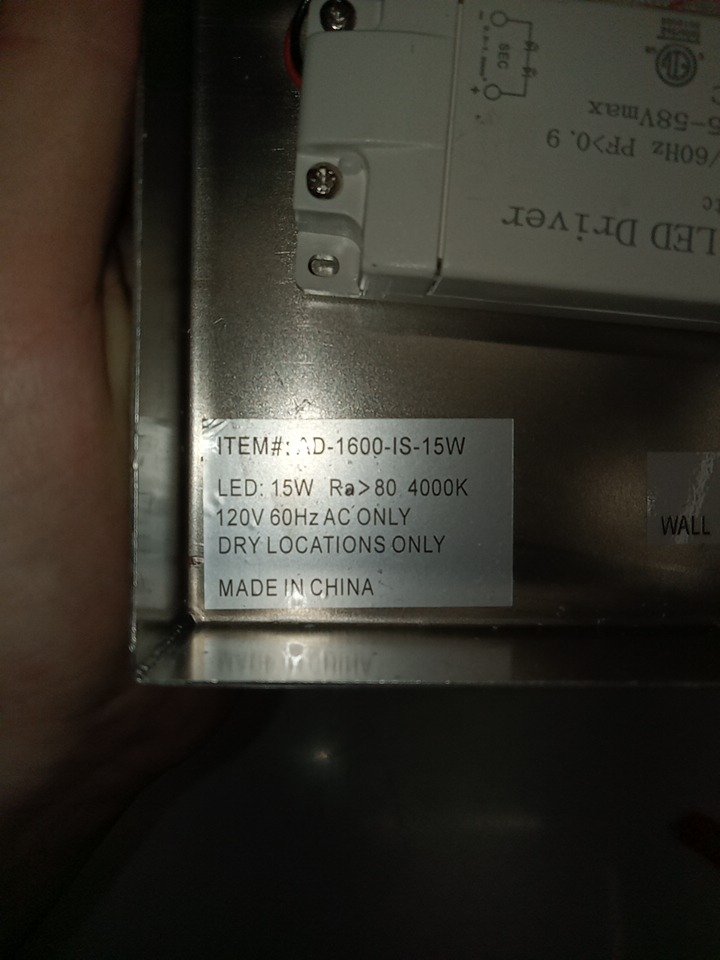 ITEM#: AD-1600-IS-15W
LED: 15W Ra>80 4000K
120V 60Hz AC ONLY
DRY LOCATIONS ONLY
MADE IN CHINA
WALL
LED Driver
/60Hz PF>0.9
-58Vmax
SEC
- +